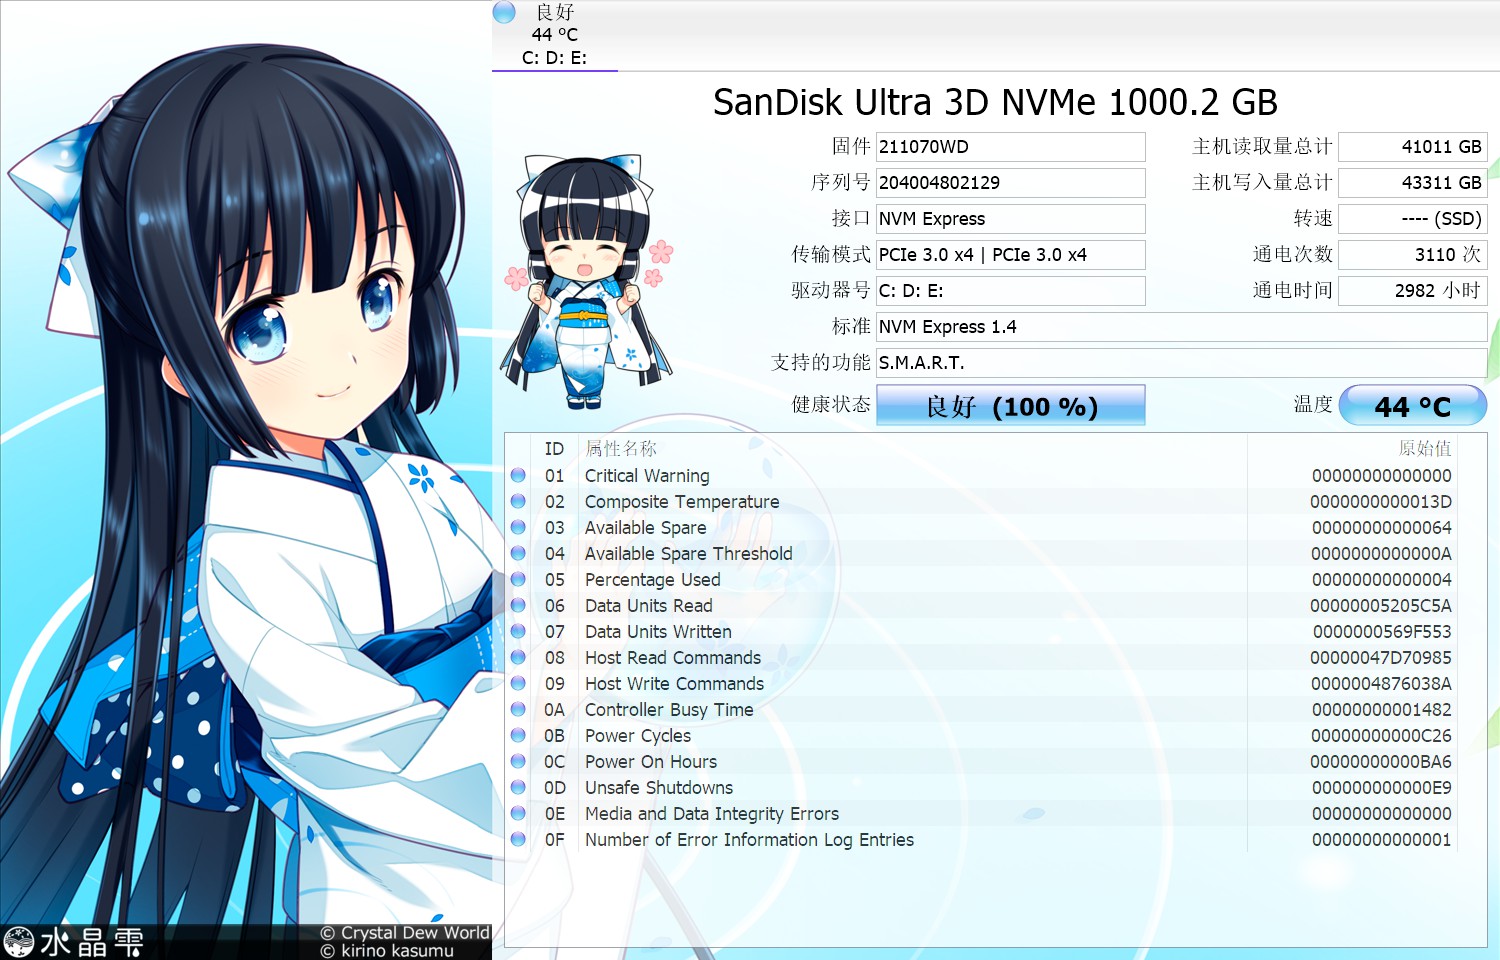 良好
44 ºC
C: D: E:
SanDisk Ultra 3D NVMe 1000.2 GB
固件 211070WD 主机读取量总计 41011 GB
序列号 204004802129 主机写入量总计 43311 GB
接口 NVM Express 转速 ---- (SSD)
传输模式 PCIe 3.0 x4 | PCIe 3.0 x4 通电次数 3110 次
驱动器号 C: D: E: 通电时间 2982 小时
标准 NVM Express 1.4
支持的功能 S.M.A.R.T.
健康状态 良好 (100 %) 温度 44 °C
ID 属性名称 原始值
01 Critical Warning 00000000000000
02 Composite Temperature 0000000000013D
03 Available Spare 00000000000064
04 Available Spare Threshold 0000000000000A
05 Percentage Used 00000000000004
06 Data Units Read 00000005205C5A
07 Data Units Written 0000000569F553
08 Host Read Commands 00000047D70985
09 Host Write Commands 0000004876038A
0A Controller Busy Time 00000000001482
0B Power Cycles 00000000000C26
0C Power On Hours 00000000000BA6
0D Unsafe Shutdowns 000000000000E9
0E Media and Data Integrity Errors 00000000000000
0F Number of Error Information Log Entries 00000000000001
水晶雫
© Crystal Dew World
© kirino kasumu